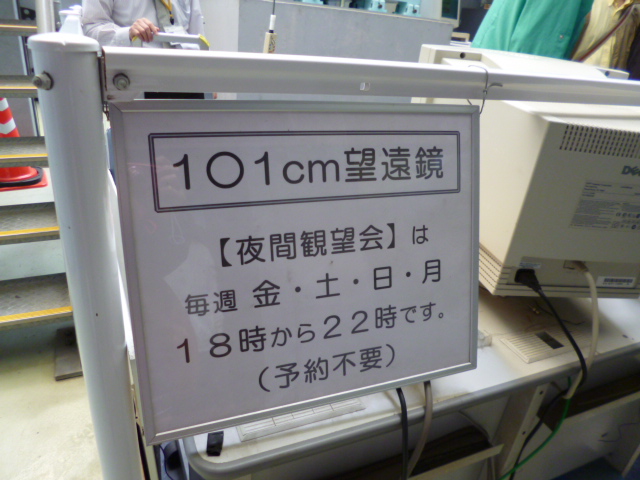 101cm望遠鏡
【夜間観望会】は
毎週 金・土・日・月
18時から22時です。
(予約不要)
DELL